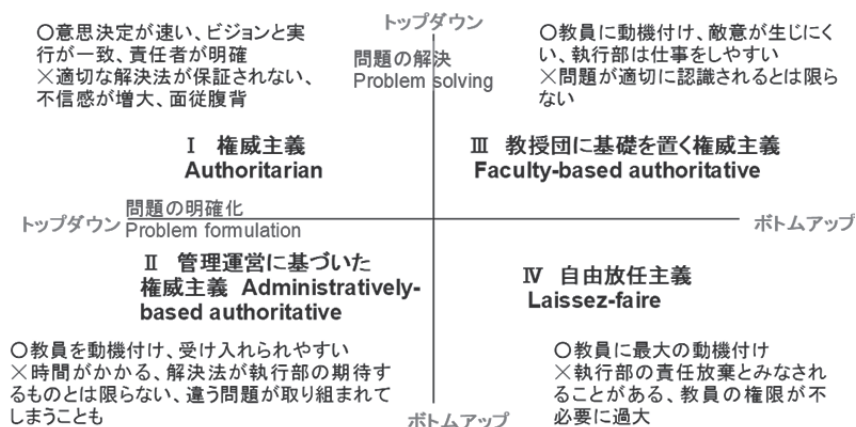 トップダウン
○意思決定が速い、ビジョンと実
行が一致、責任者が明確
×適切な解決法が保証されない、
不信感が増大、面従腹背
問題の解決
Problem solving
○教員に動機付け、敵意が生じにく
い、執行部は仕事をしやすい
×問題が適切に認識されるとは限ら
ない
Ⅰ 権威主義
Authoritarian
Ⅲ 教授団に基礎を置く権威主義
Faculty-based authoritative
トップダウン
問題の明確化
Problem formulation
ボトムアップ
Ⅱ 管理運営に基づいた
権威主義 Administratively-
based authoritative
Ⅳ 自由放任主義
Laissez-faire
○教員を動機付け、受け入れられやすい
×時間がかかる、解決法が執行部の期待す
るものとは限らない、違う問題が取り組まれて
しまうことも
○教員に最大の動機付け
×執行部の責任放棄とみなされ
ることがある、教員の権限が不
必要に過大
ボトムアップ